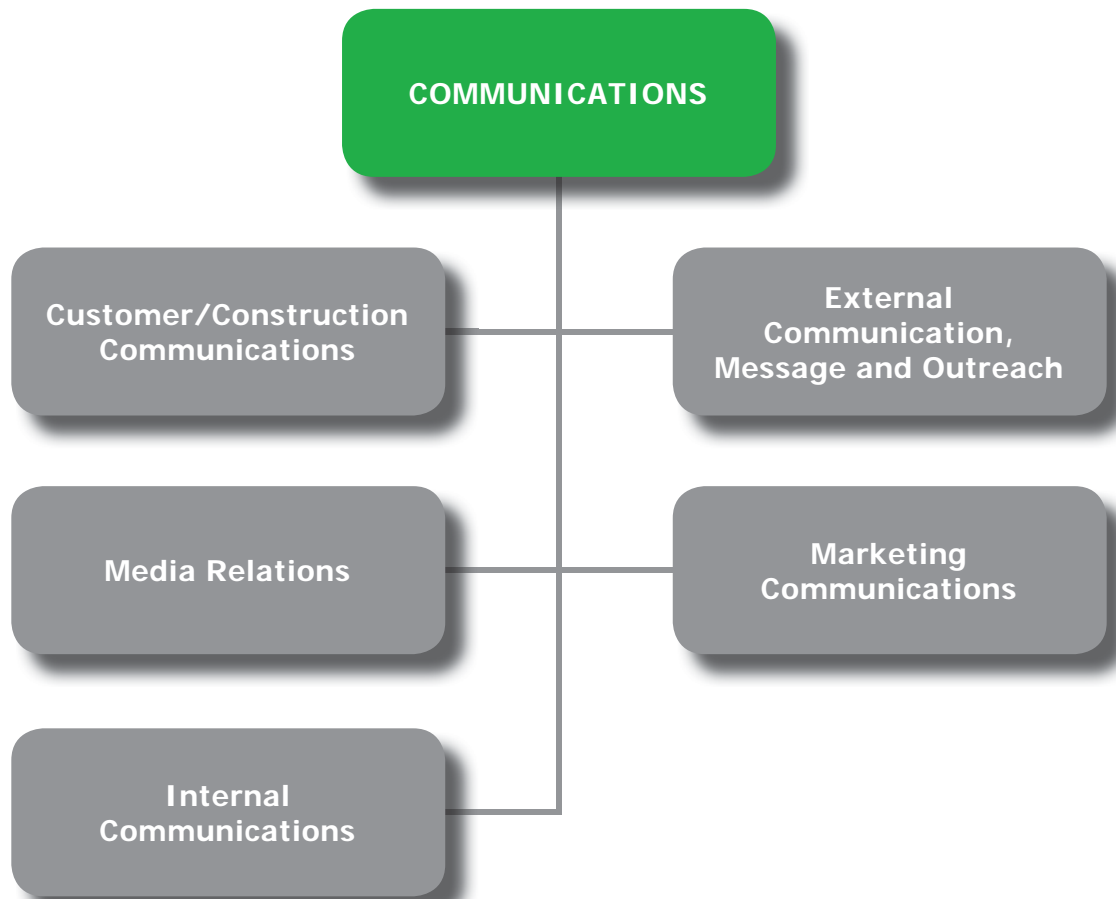 COMMUNICATIONS
Customer/Construction
Communications
External
Communication,
Message and Outreach
Media Relations
Marketing
Communications
Internal
Communications